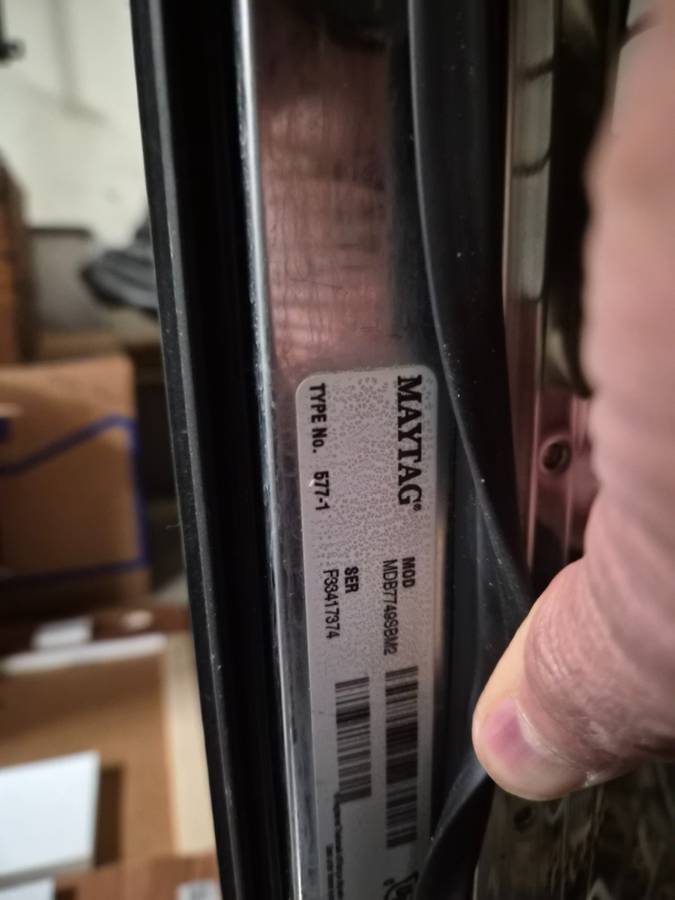 MAYTAG®
MOD
MDB7749SBM2
SER
F33417374
TYPE No. 577-1